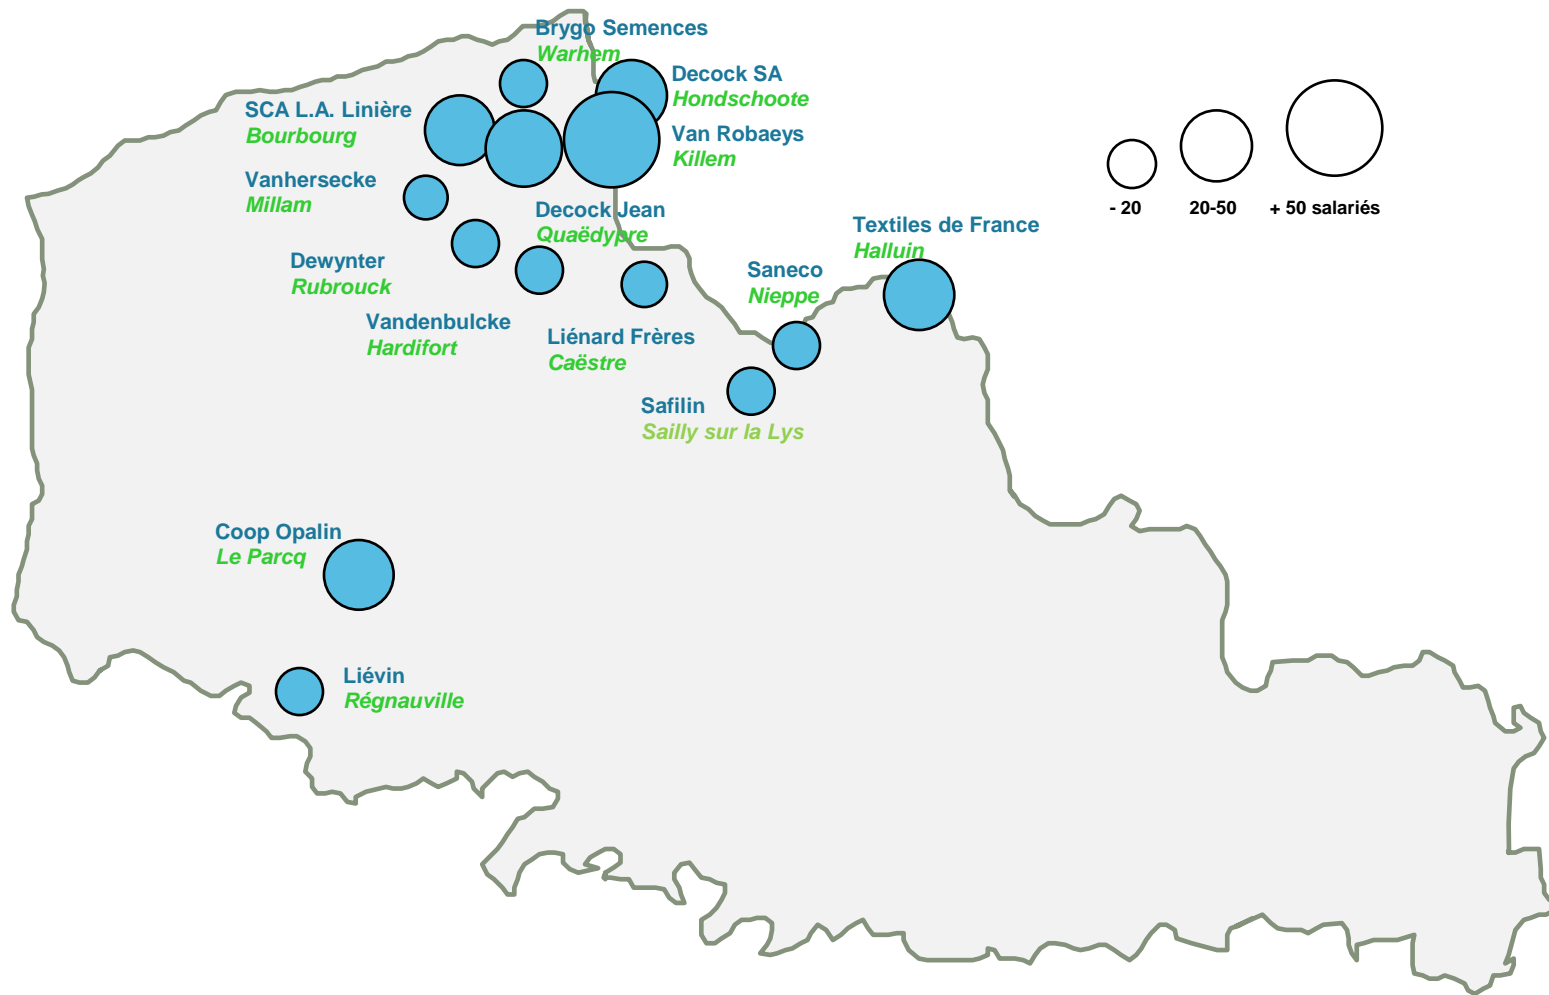 Brygo Semences
Warhem
Decock SA
Hondschoote
SCA L.A. Linière
Bourbourg
Van Robaeys
Killem
Vanhersecke
Millam
- 20
20-50
+ 50 salariés
Decock Jean
Quaëdypre
Textiles de France
Halluin
Dewynter
Rubrouck
Saneco
Nieppe
Vandenbulcke
Hardifort
Liénard Frères
Caëstre
Safilin
Sailly sur la Lys
Coop Opalin
Le Parcq
Liévin
Régnauville